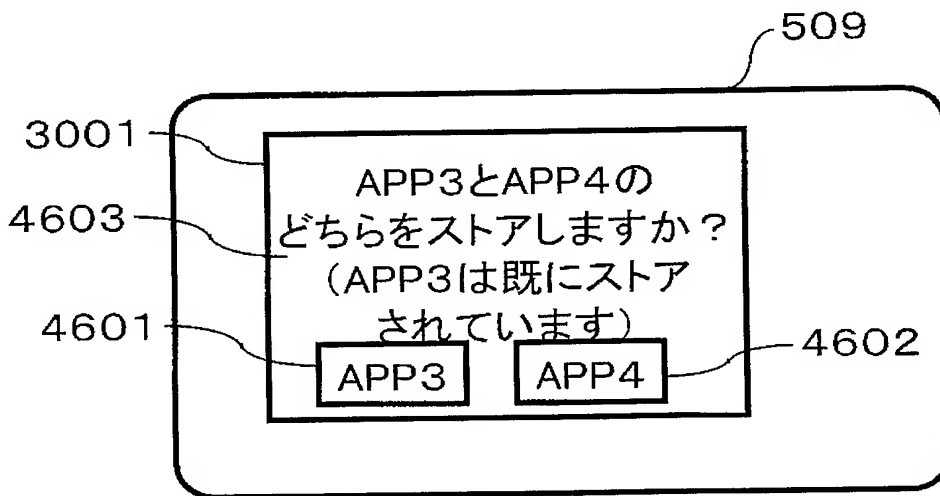 509
3001
APP3とAPP4の
4603
どちらをストアしますか?
(APP3は既にストア
4601
されています)
4602
APP3
APP4